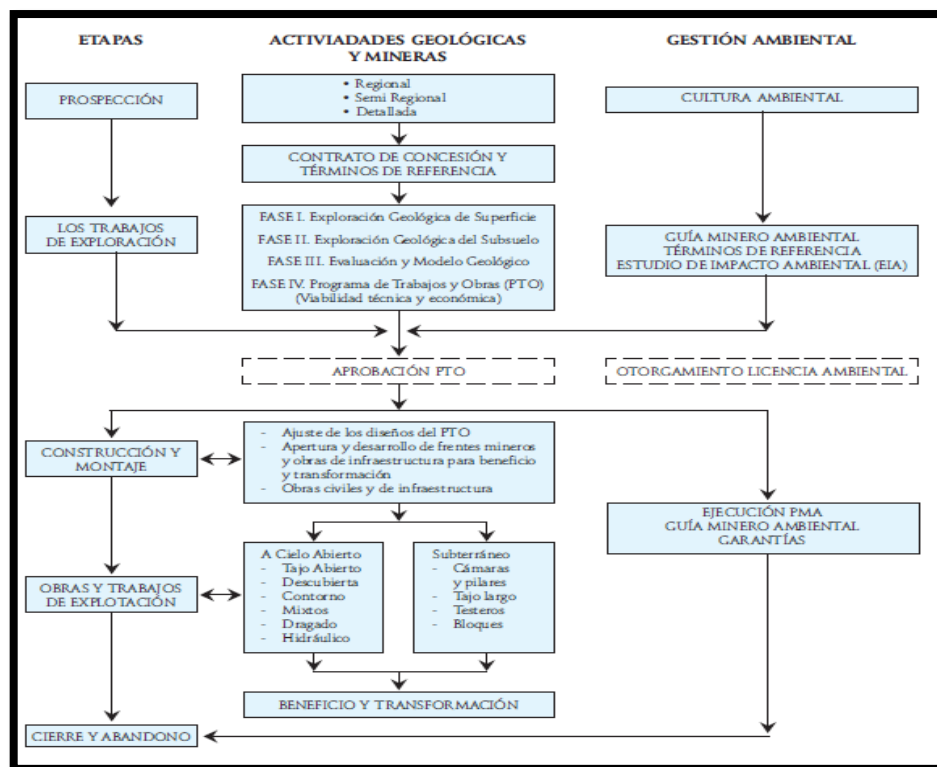 ETAPAS
ACTIVIADADES GEOLÓGICAS
Y MINERAS
GESTIÓN AMBIENTAL
PROSPECCIÓN
• Regional
• Semi Regional
• Detallada
CULTURA AMBIENTAL
CONTRATO DE CONCESIÓN Y
TÉRMINOS DE REFERENCIA
LOS TRABAJOS
DE EXPLORACIÓN
FASE I. Exploración Geológica de Superficie
FASE II. Exploración Geológica del Subsuelo
FASE III. Evaluación y Modelo Geológico
FASE IV. Programa de Trabajos y Obras (PTO)
(Viabilidad técnica y económica)
GUÍA MINERO AMBIENTAL
TÉRMINOS DE REFERENCIA
ESTUDIO DE IMPACTO AMBIENTAL (EIA)
APROBACIÓN PTO
OTORGAMIENTO LICENCIA AMBIENTAL
CONSTRUCCIÓN Y
MONTAJE
- Ajuste de los diseños del PTO
- Apertura y desarrollo de frentes mineros
y obras de infraestructura para beneficio
y transformación
- Obras civiles y de infraestructura
EJECUCIÓN PMA
GUÍA MINERO AMBIENTAL
GARANTÍAS
OBRAS Y TRABAJOS
DE EXPLOTACIÓN
A Cielo Abierto
- Tajo Abierto
- Descubierta
- Contorno
- Mixtos
- Dragado
- Hidráulico
Subterráneo
- Cámaras
y pilares
- Tajo largo
- Testeros
- Bloques
BENEFICIO Y TRANSFORMACIÓN
CIERRE Y ABANDONO